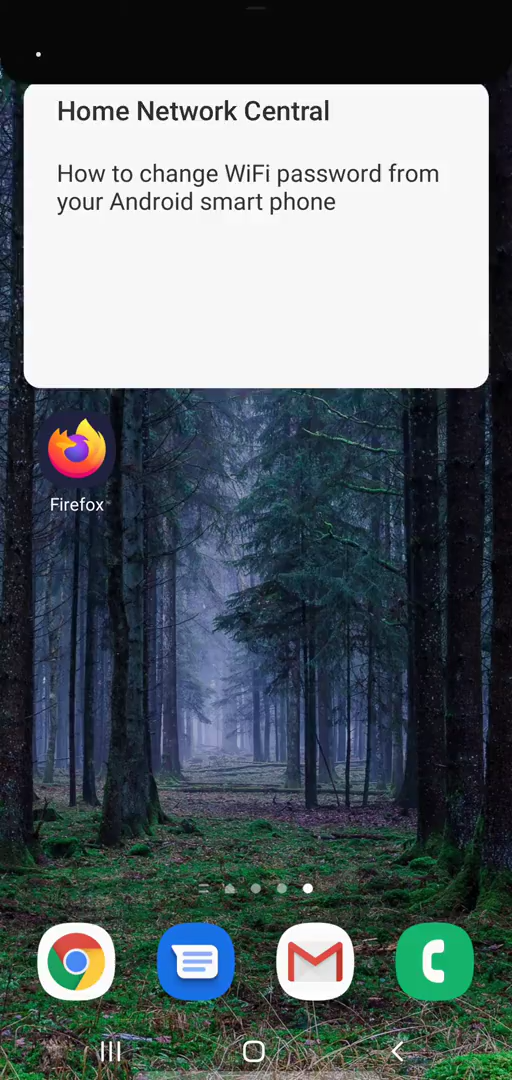 Home Network Central
How to change WiFi password from
your Android smart phone
Firefox